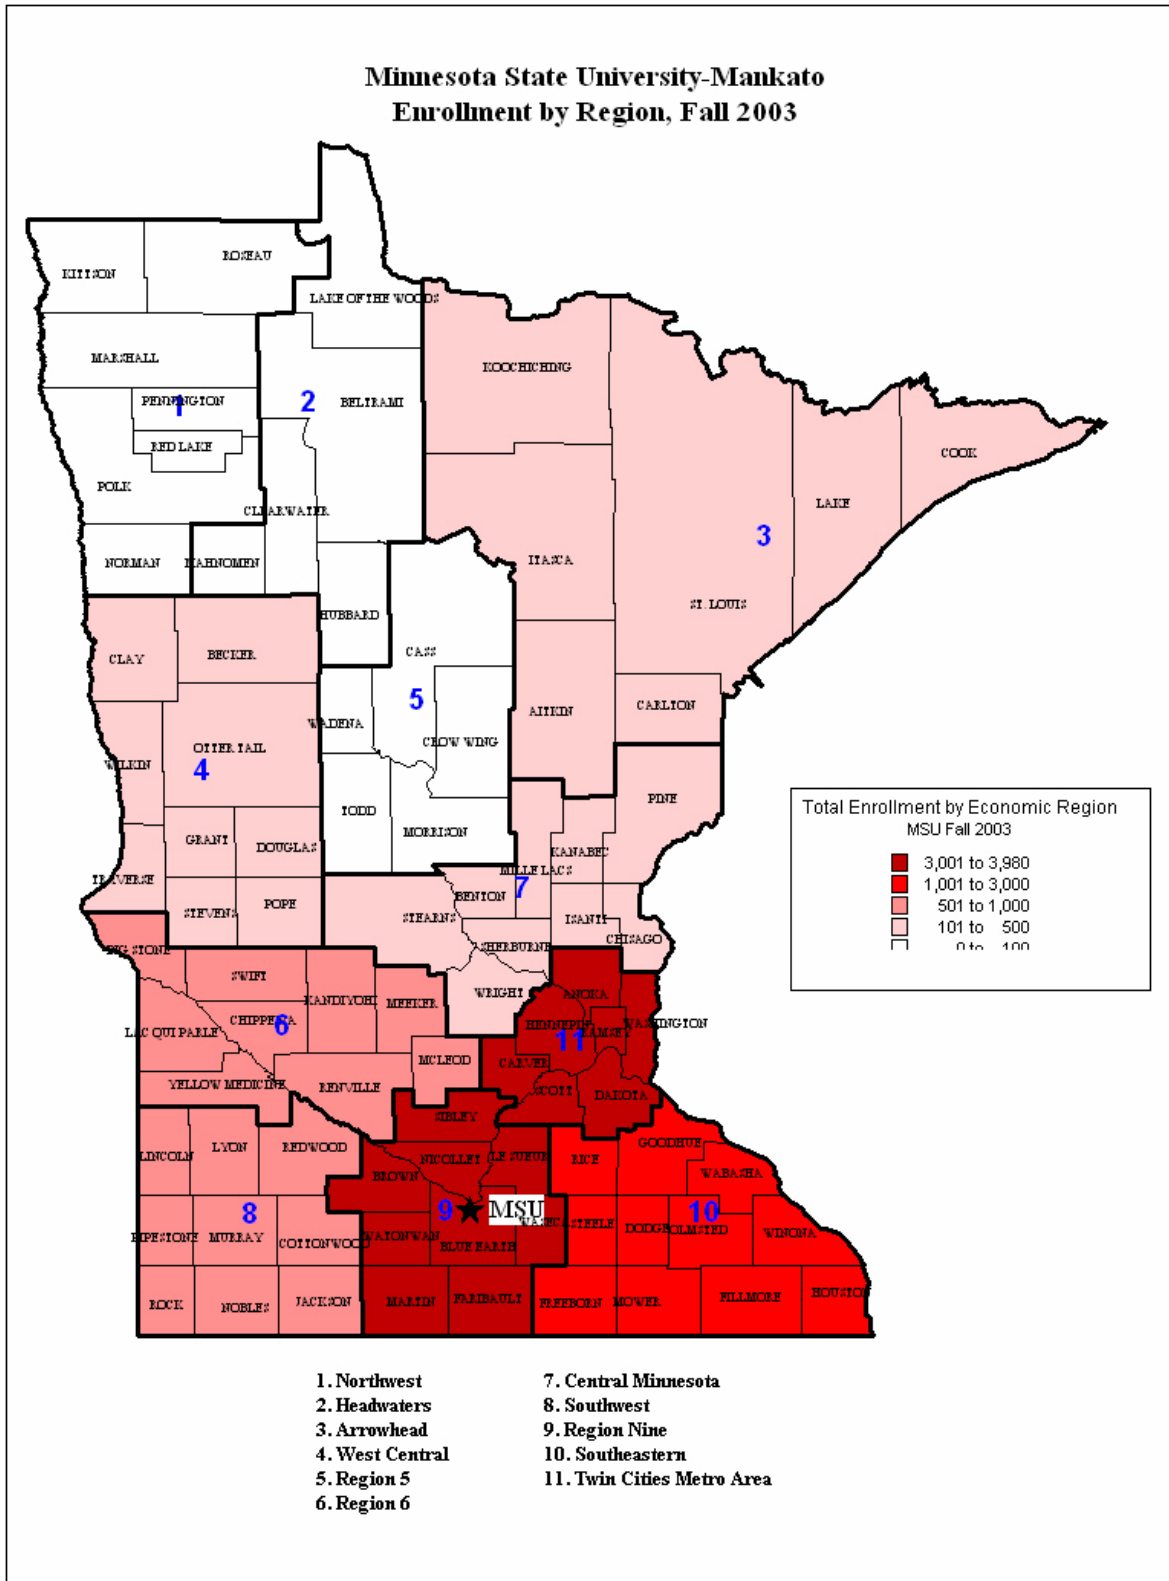 Minnesota State University-Mankato
Enrollment by Region, Fall 2003
ROSEAU
KITTSON
LAKE OF THE WOODS
MARSHALL
KOOCHICHING
PENNINGTON
1
2
BELTRAMI
RED LAKE
COOK
POLK
LAKE
CLEARWATER
3
NORMAN
MAHNOMEN
ITASCA
ST. LOUIS
HUBBARD
CLAY
BECKER
CASS
5
AITKIN
CARLTON
WADENA
CROW WING
OTTER TAIL
WILKIN
4
PINE
TODD
MORRISON
GRANT
DOUGLAS
KANABEC
MILLE LACS
TRAVERSE
7
BENTON
STEVENS
POPE
STEARNS
ISANTI
CHISAGO
SHERBURNE
BIG STONE
SWIFT
WRIGHT
ANOKA
KANDIYOHI
MEEKER
CHIPPEWA
6
HENNEPIN
RAMSEY
WASHINGTON
LAC QUI PARLE
11
CARVER
MCLEOD
YELLOW MEDICINE
RENVILLE
SCOTT
DAKOTA
SIBLEY
LYON
REDWOOD
GOODHUE
LINCOLN
NICOLLET
LE SUEUR
RICE
BROWN
WABASHA
8
9
MSU
10
WASECA
STEELE
DODGE
OLMSTED
WINONA
PIPESTONE
MURRAY
COTTONWOOD
WATONWAN
BLUE EARTH
ROCK
NOBLES
JACKSON
MARTIN
FARIBAULT
FREEBORN
MOWER
FILLMORE
HOUSTON
Total Enrollment by Economic Region
MSU Fall 2003
3,001 to 3,980
1,001 to 3,000
501 to 1,000
101 to 500
0 to 100
1. Northwest
2. Headwaters
3. Arrowhead
4. West Central
5. Region 5
6. Region 6
7. Central Minnesota
8. Southwest
9. Region Nine
10. Southeastern
11. Twin Cities Metro Area